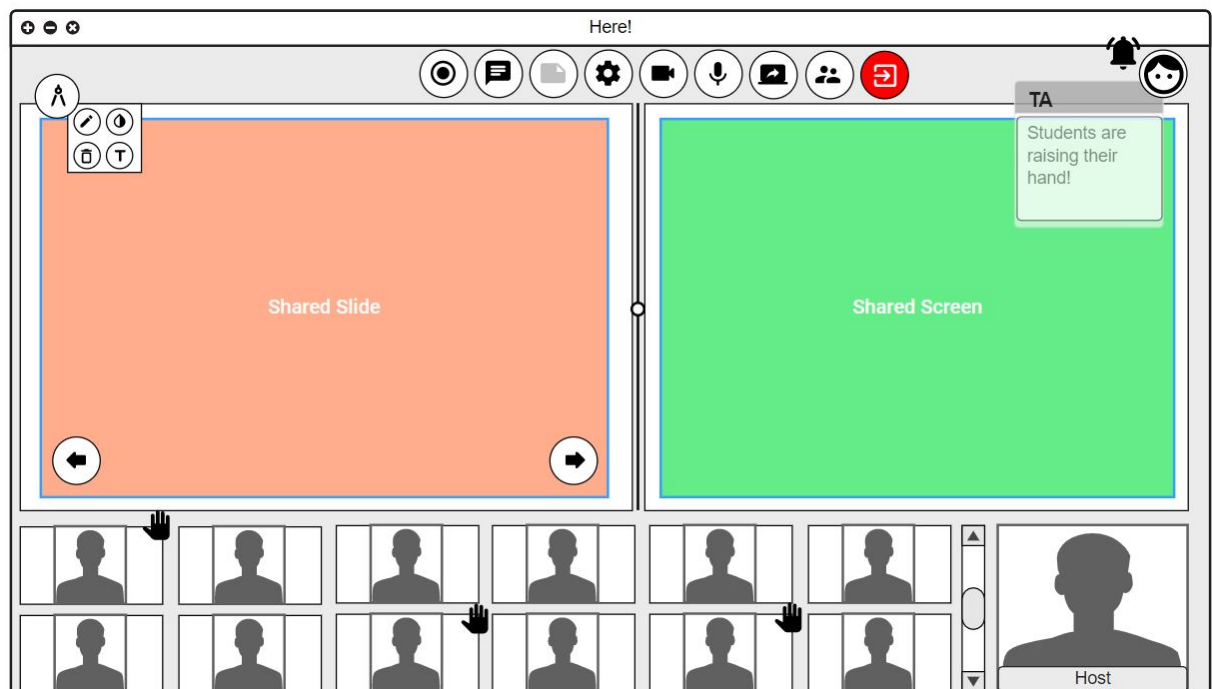 Here!
TA
Students are
raising their
hand!
T
Shared Slide
Shared Screen
Host